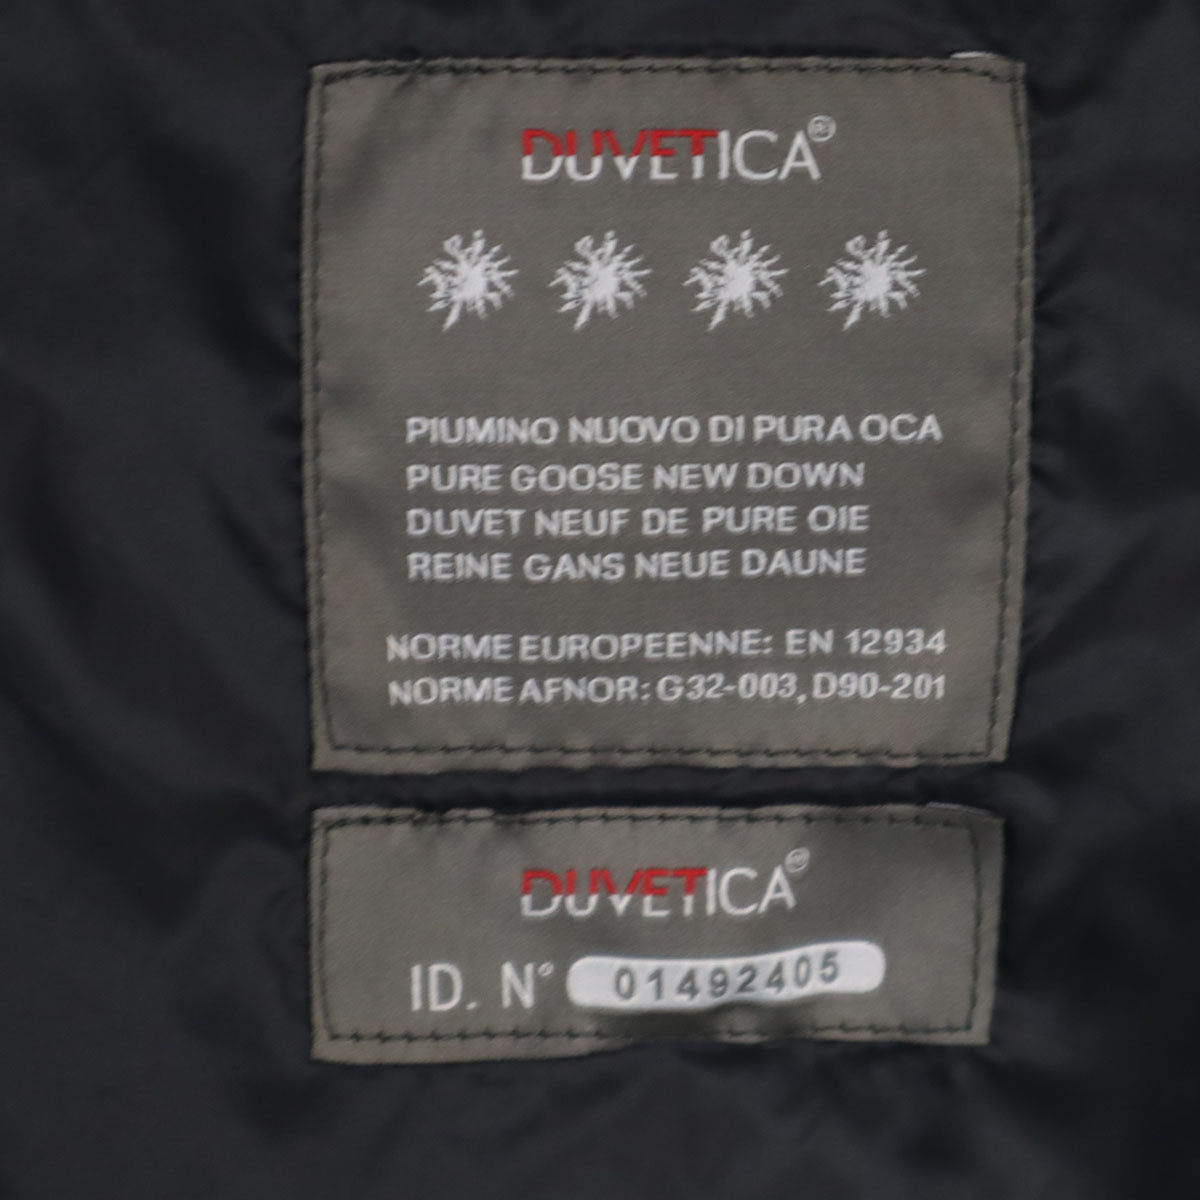 DUVETICA®
PIUMINO NUOVO DI PURA OCA
PURE GOOSE NEW DOWN
DUVET NEUF DE PURE OIE
REINE GANS NEUE DAUNE
NORME EUROPEENNE: EN 12934
NORME AFNOR: G32-003, D90-201
DUVETICA®
ID. N° 01492405